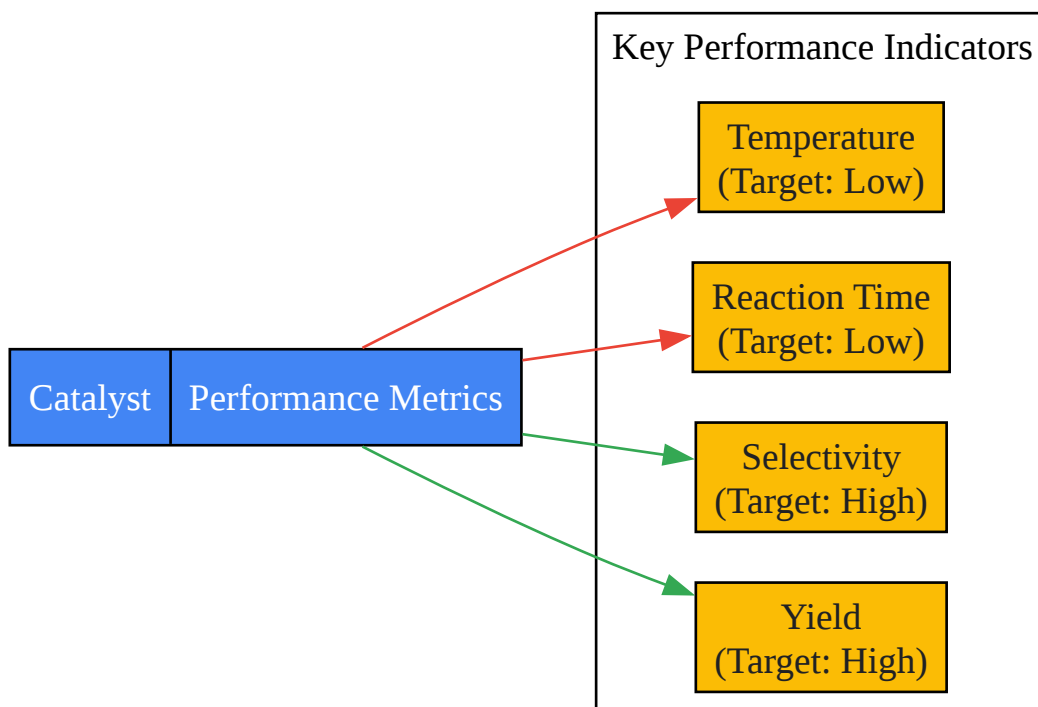 Key Performance Indicators
Temperature
(Target: Low)
Reaction Time
(Target: Low)
Catalyst
Performance Metrics
Selectivity
(Target: High)
Yield
(Target: High)